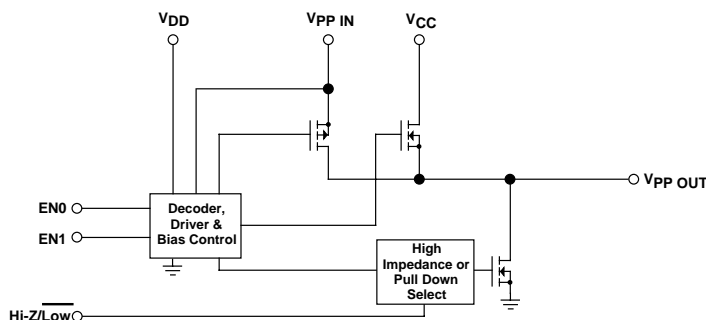 VDD
VPP IN
VCC
VPP OUT
EN0
EN1
Decoder,
Driver &
Bias Control
High
Impedance or
Pull Down
Select
Hi-Z/L̅o̅w̅